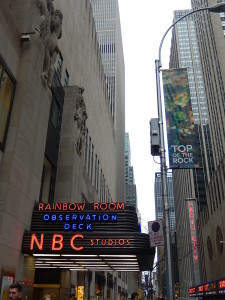 RAINBOW ROOM
OBSERVATION
DECK
NBC STUDIOS
TOP
OF THE
ROCK